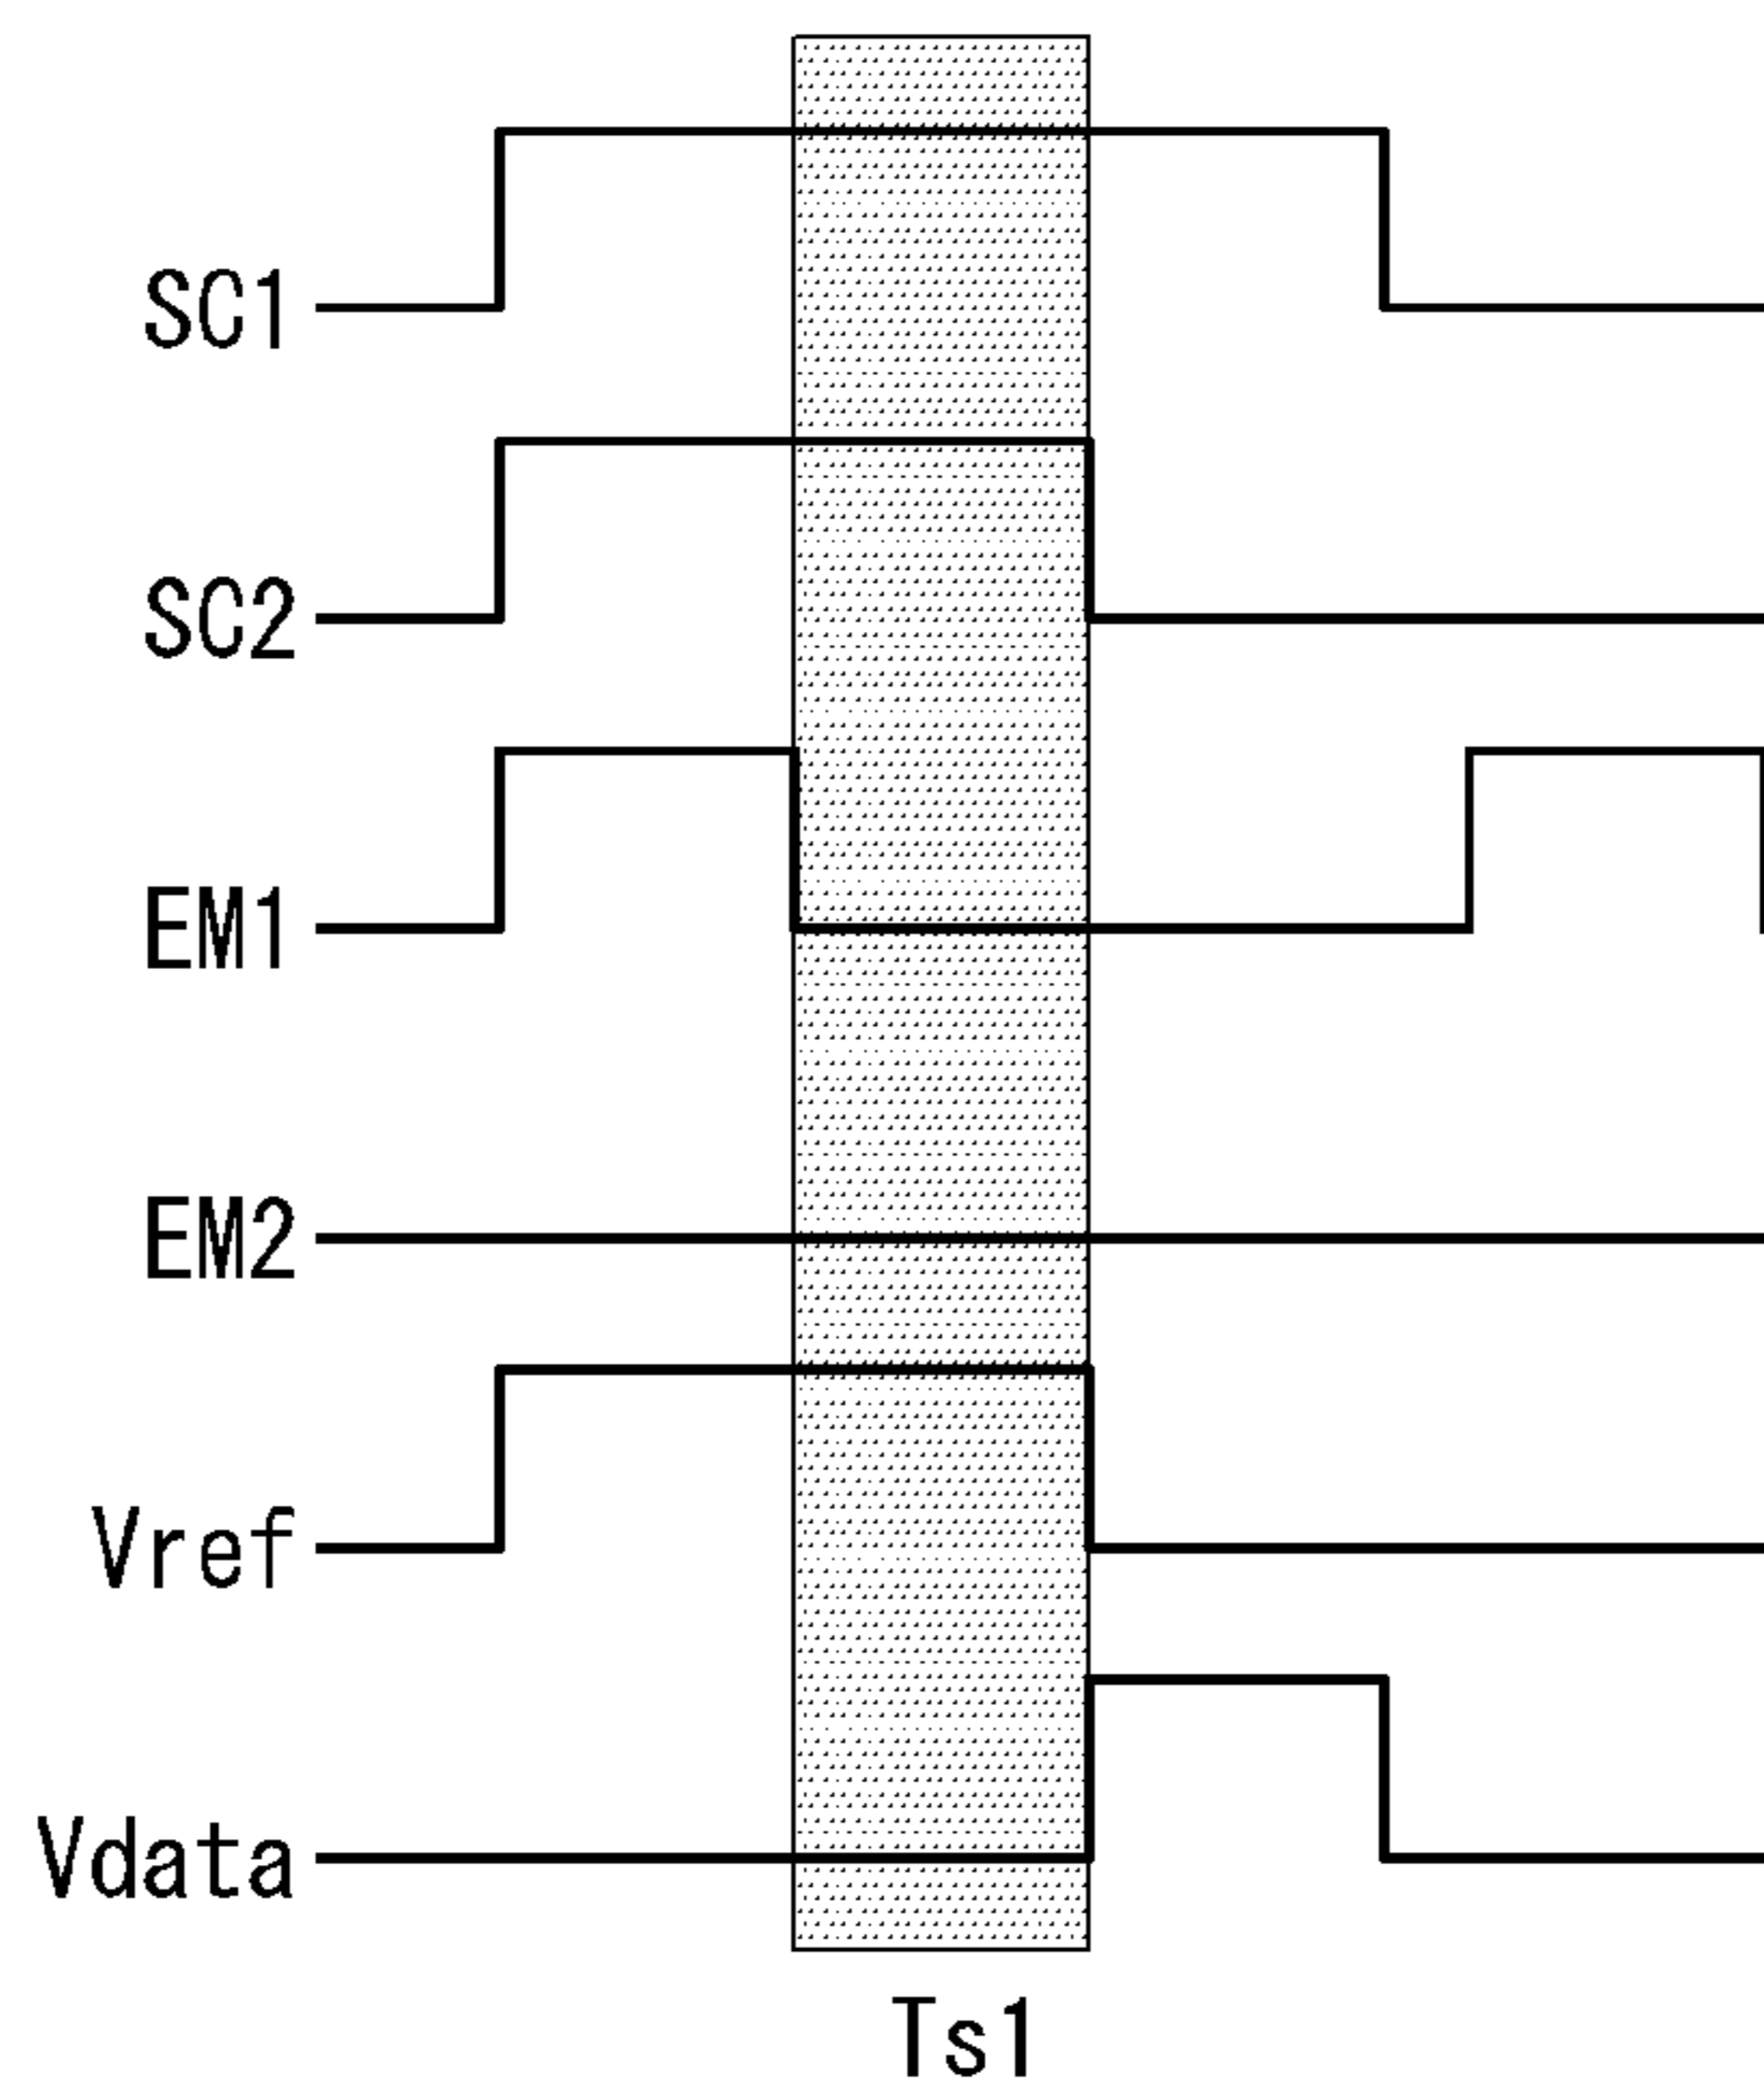 SC1
SC2
EM1
EM2
Vref
Vdata
Ts1